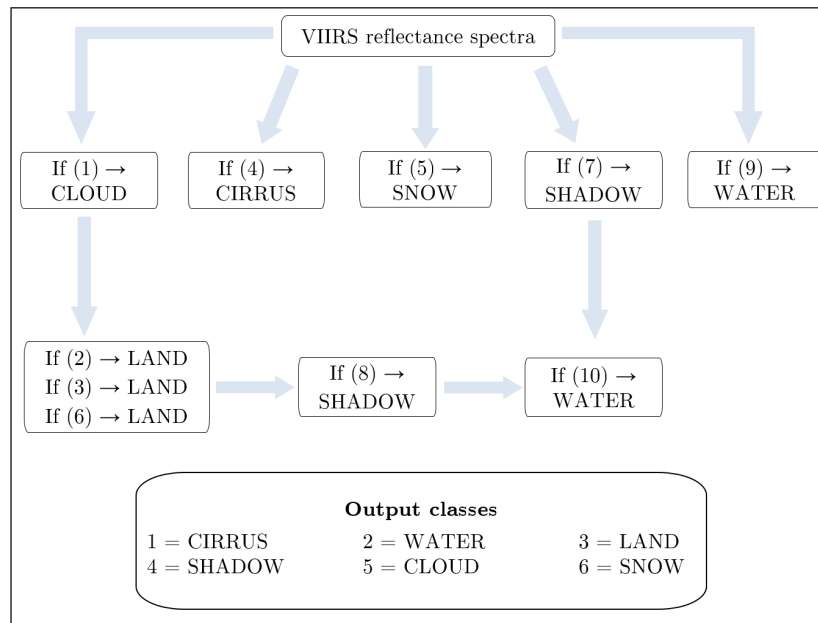 VIIRS reflectance spectra
If (1) →
CLOUD
If (4) →
CIRRUS
If (5) →
SNOW
If (7) →
SHADOW
If (9) →
WATER
If (2) → LAND
If (3) → LAND
If (6) → LAND
If (8) →
SHADOW
If (10) →
WATER
Output classes
1 = CIRRUS 2 = WATER 3 = LAND
4 = SHADOW 5 = CLOUD 6 = SNOW